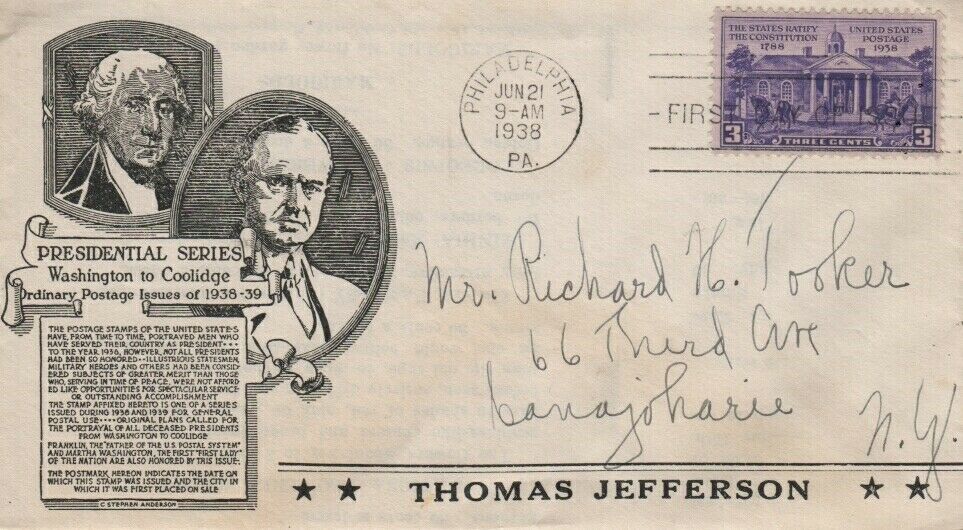 PRESIDENTIAL SERIES
Washington to Coolidge
Ordinary Postage Issues of 1938-39
THE POSTAGE STAMPS OF THE UNITED STATES
HAVE, FROM TIME TO TIME, PORTRAYED MEN WHO
HAVE SERVED THEIR COUNTRY AS PRESIDENT····
TO THE YEAR 1936, HOWEVER, NOT ALL PRESIDENTS
HAD BEEN SO HONORED··ILLUSTRIOUS STATESMEN,
MILITARY HEROES AND OTHERS HAD BEEN CONSID-
ERED SUBJECTS OF GREATER MERIT THAN THOSE
WHO, SERVING IN TIME OF PEACE, WERE NOT AFFORD
ED LIKE OPPORTUNITIES FOR SPECTACULAR SERVICE
OR OUTSTANDING ACCOMPLISHMENT
THE STAMP AFFIXED HERETO IS ONE OF A SERIES
ISSUED DURING 1938 AND 1939 FOR GENERAL
POSTAL USE····ORIGINAL PLANS CALLED FOR
THE PORTRAYAL OF ALL DECEASED PRESIDENTS
FROM WASHINGTON TO COOLIDGE
FRANKLIN, THE "FATHER OF THE U.S. POSTAL SYSTEM"
AND MARTHA WASHINGTON, THE FIRST "FIRST LADY"
OF THE NATION ARE ALSO HONORED BY THIS ISSUE.
THE POSTMARK HEREON INDICATES THE DATE ON
WHICH THIS STAMP WAS ISSUED AND THE CITY IN
WHICH IT WAS FIRST PLACED ON SALE
C STEPHEN ANDERSON
PHILADELPHIA
JUN 21
9-AM
1938
PA.
THE STATES RATIFY THE CONSTITUTION 1788
UNITED STATES POSTAGE 1938
FIRST DAY OF ISSUE
3 THREE CENTS 3
Mr. Richard H. Tooker
66 Third Ave
Canajoharie
N.Y.
THOMAS JEFFERSON